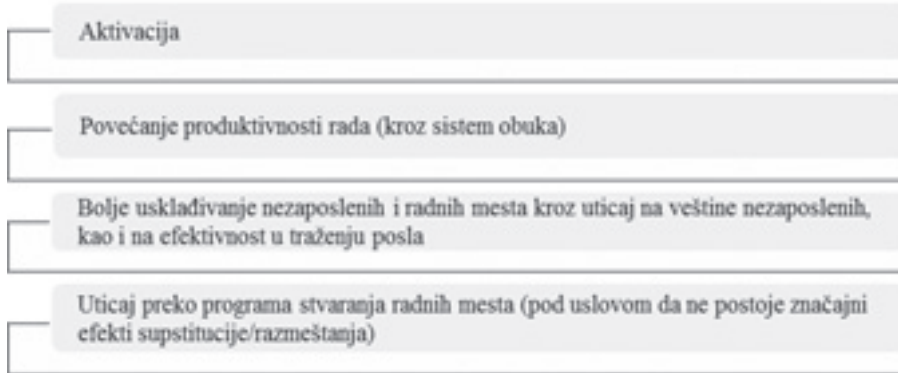 Aktivacija
Povećanje produktivnosti rada (kroz sistem obuka)
Bolje usklađivanje nezaposlenih i radnih mesta kroz uticaj na veštine nezaposlenih,
kao i na efektivnost u traženju posla
Uticaj preko programa stvaranja radnih mesta (pod uslovom da ne postoje značajni
efekti supstitucije/razmeštanja)